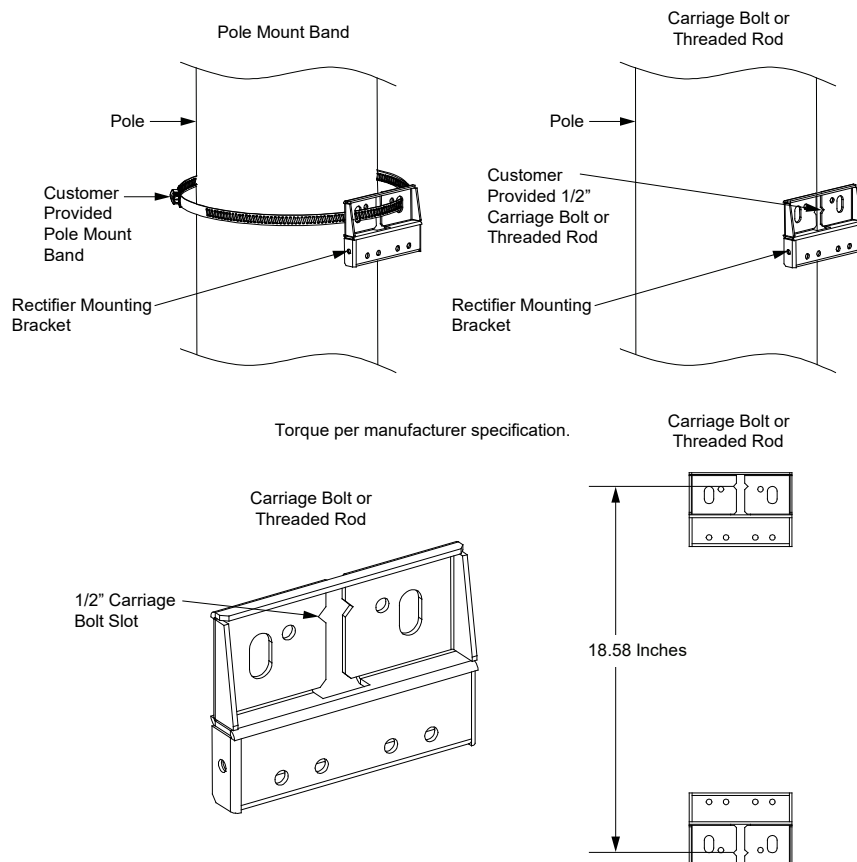 Pole Mount Band
Pole
Customer
Provided
Pole Mount
Band
Rectifier Mounting
Bracket
Carriage Bolt or
Threaded Rod
Pole
Customer
Provided 1/2”
Carriage Bolt or
Threaded Rod
Rectifier Mounting
Bracket
Torque per manufacturer specification.
Carriage Bolt or
Threaded Rod
1/2” Carriage
Bolt Slot
Carriage Bolt or
Threaded Rod
18.58 Inches